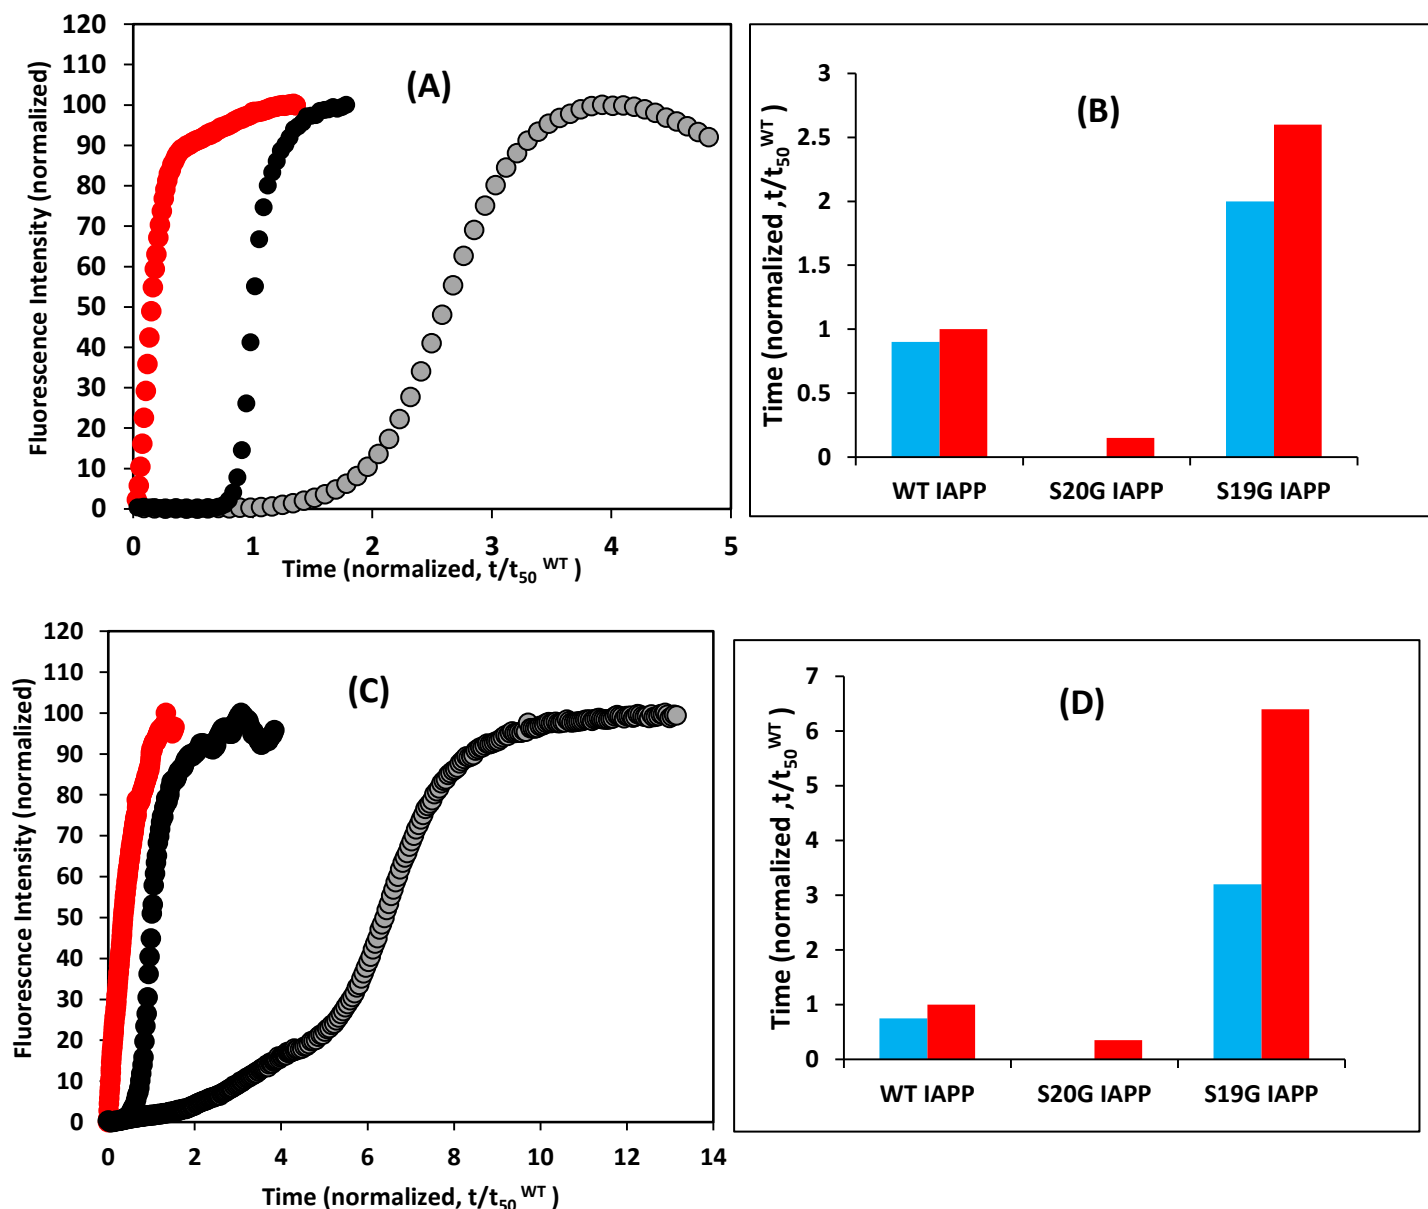 (A)
Fluorescence Intensity (normalized)
120
110
100
90
80
70
60
50
40
30
20
10
0
0 1 2 3 4 5
Time (normalized, t/t50 WT )
(B)
Time (normalized ,t/t50 WT )
3
2.5
2
1.5
1
0.5
0
WT IAPP S20G IAPP S19G IAPP
(C)
Fluorescnce Intensity (normalized)
120
110
100
90
80
70
60
50
40
30
20
10
0
0 2 4 6 8 10 12 14
Time (normalized, t/t50 WT )
(D)
Time (normalized ,t/t50 WT )
7
6
5
4
3
2
1
0
WT IAPP S20G IAPP S19G IAPP